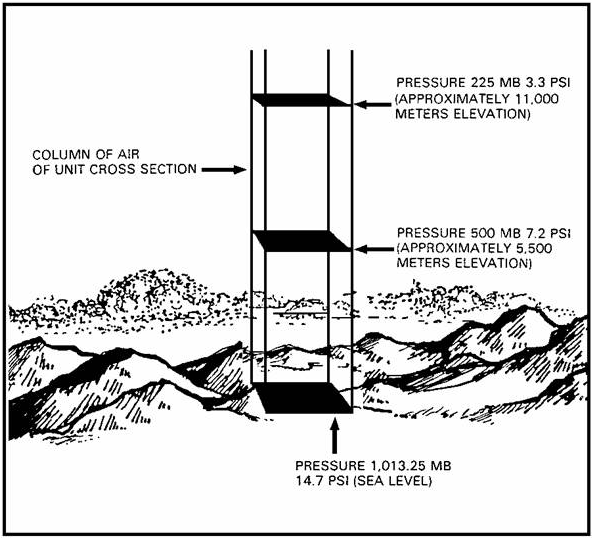 PRESSURE 225 MB 3.3 PSI
(APPROXIMATELY 11,000
METERS ELEVATION)
COLUMN OF AIR
OF UNIT CROSS SECTION
PRESSURE 500 MB 7.2 PSI
(APPROXIMATELY 5,500
METERS ELEVATION)
PRESSURE 1,013.25 MB
14.7 PSI (SEA LEVEL)